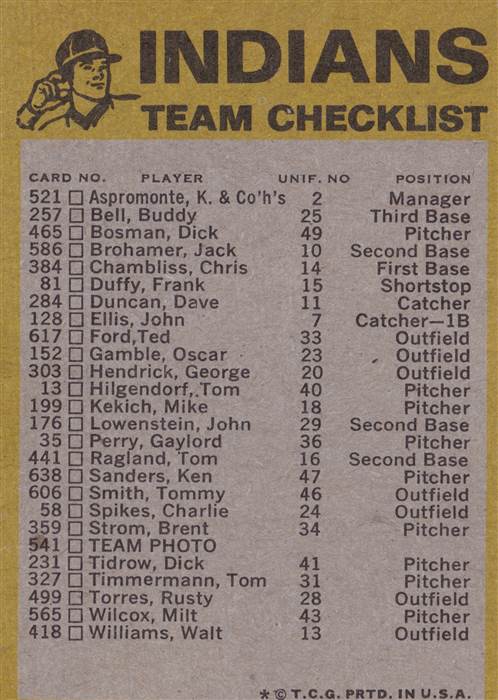 INDIANS
TEAM CHECKLIST
CARD NO. PLAYER UNIF. NO POSITION
521 Aspromonte, K. & Co'h's 2 Manager
257 Bell, Buddy 25 Third Base
465 Bosman, Dick 49 Pitcher
586 Brohamer, Jack 10 Second Base
384 Chambliss, Chris 14 First Base
81 Duffy, Frank 15 Shortstop
284 Duncan, Dave 11 Catcher
128 Ellis, John 7 Catcher—1B
617 Ford,Ted 33 Outfield
152 Gamble, Oscar 23 Outfield
303 Hendrick, George 20 Outfield
13 Hilgendorf, Tom 40 Pitcher
199 Kekich, Mike 18 Pitcher
176 Lowenstein, John 29 Second Base
35 Perry, Gaylord 36 Pitcher
441 Ragland, Tom 16 Second Base
638 Sanders, Ken 47 Pitcher
606 Smith, Tommy 46 Outfield
58 Spikes, Charlie 24 Outfield
359 Strom, Brent 34 Pitcher
541 TEAM PHOTO
231 Tidrow, Dick 41 Pitcher
327 Timmermann, Tom 31 Pitcher
499 Torres, Rusty 28 Outfield
565 Wilcox, Milt 43 Pitcher
418 Williams, Walt 13 Outfield
* © T.C.G. PRTD. IN U.S.A.